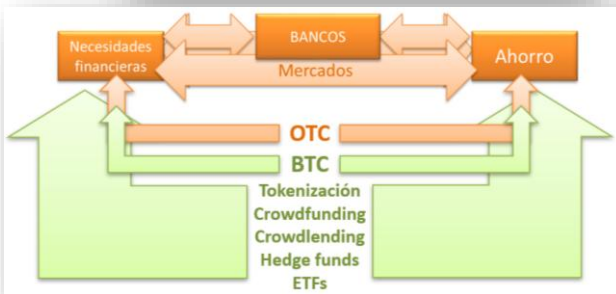 Necesidades
financieras
BANCOS
Ahorro
Mercados
OTC
BTC
Tokenización
Crowdfunding
Crowdlending
Hedge funds
ETFs